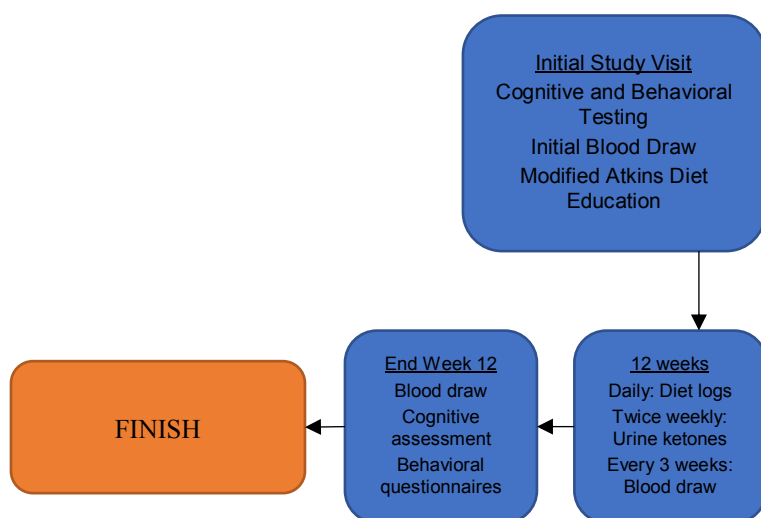 Initial Study Visit
Cognitive and Behavioral
Testing
Initial Blood Draw
Modified Atkins Diet
Education
12 weeks
Daily: Diet logs
Twice weekly:
Urine ketones
Every 3 weeks:
Blood draw
End Week 12
Blood draw
Cognitive
assessment
Behavioral
questionnaires
FINISH